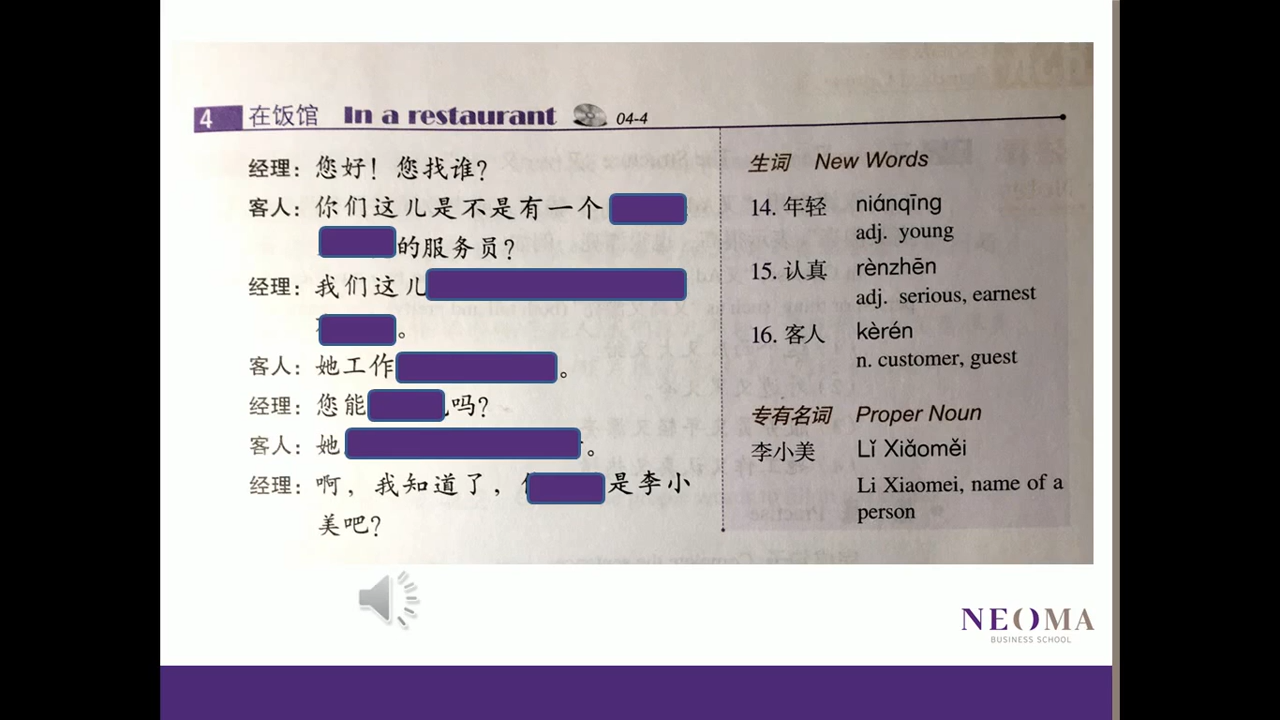 4 在饭馆 In a restaurant 04-4
经理：您好！您找谁？
客人：你们这儿是不是有一个
的服务员？
经理：我们这儿
。
客人：她工作 。
经理：您能 吗？
客人：她 。
经理：啊，我知道了， 是李小
美吧？
生词 New Words
14. 年轻 niánqīng
adj. young
15. 认真 rènzhēn
adj. serious, earnest
16. 客人 kèrén
n. customer, guest
专有名词 Proper Noun
李小美 Lǐ Xiǎoměi
Li Xiaomei, name of a
person
NEOMA
BUSINESS SCHOOL